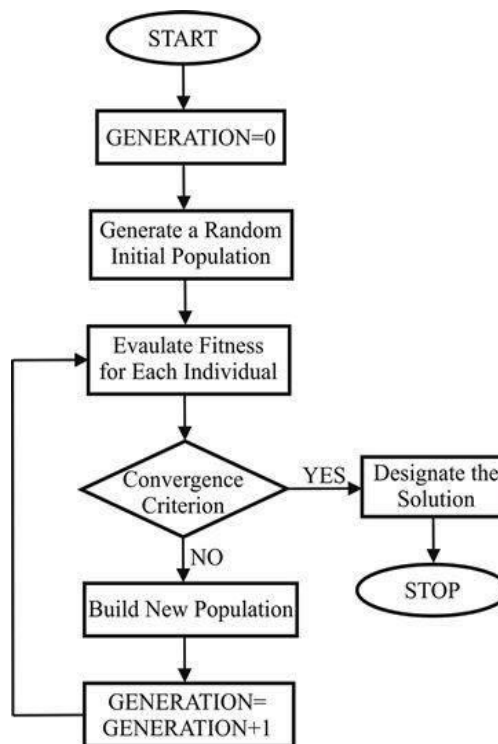 START
GENERATION=0
Generate a Random
Initial Population
Evaulate Fitness
for Each Individual
Convergence
Criterion
YES
Designate the
Solution
STOP
NO
Build New Population
GENERATION=
GENERATION+1